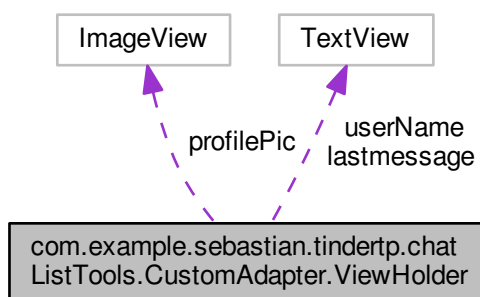 ImageView
TextView
profilePic
userName
lastmessage
com.example.sebastian.tindertp.chat
ListTools.CustomAdapter.ViewHolder